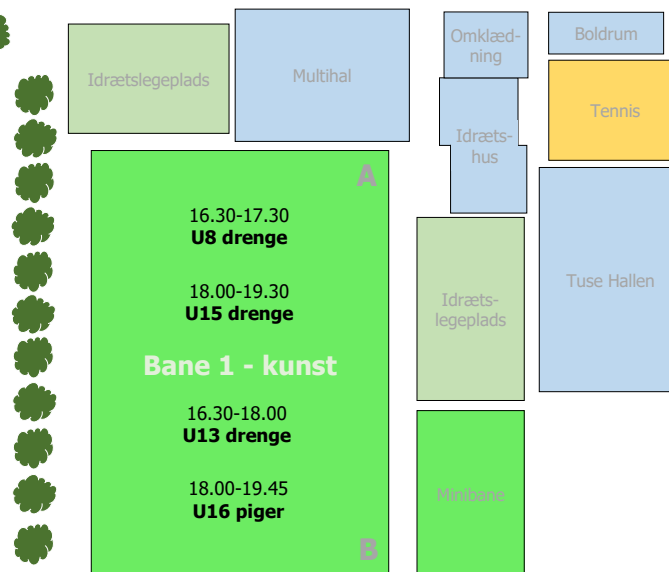 Idrætslegeplads
Multihal
Omklæd-
ning
Boldrum
Tennis
Idræts-
hus
A
16.30-17.30
U8 drenge
18.00-19.30
U15 drenge
Bane 1 - kunst
16.30-18.00
U13 drenge
18.00-19.45
U16 piger
B
Idræts-
legeplads
Tuse Hallen
Minibane